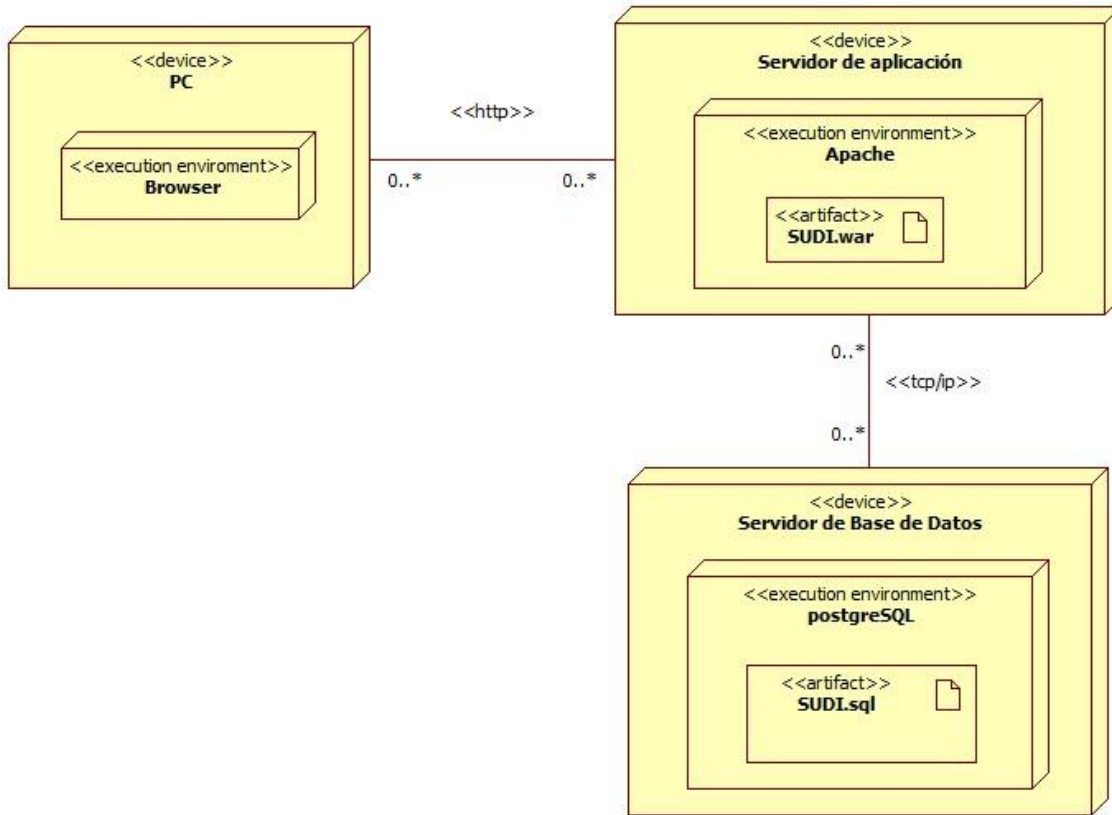 <<device>>
PC
<<execution enviroment>>
Browser
<<http>>
0..*
0..*
<<device>>
Servidor de aplicación
<<execution environment>>
Apache
<<artifact>>
SUDI.war
0..*
<<tcp/ip>>
0..*
<<device>>
Servidor de Base de Datos
<<execution environment>>
postgreSQL
<<artifact>>
SUDI.sql